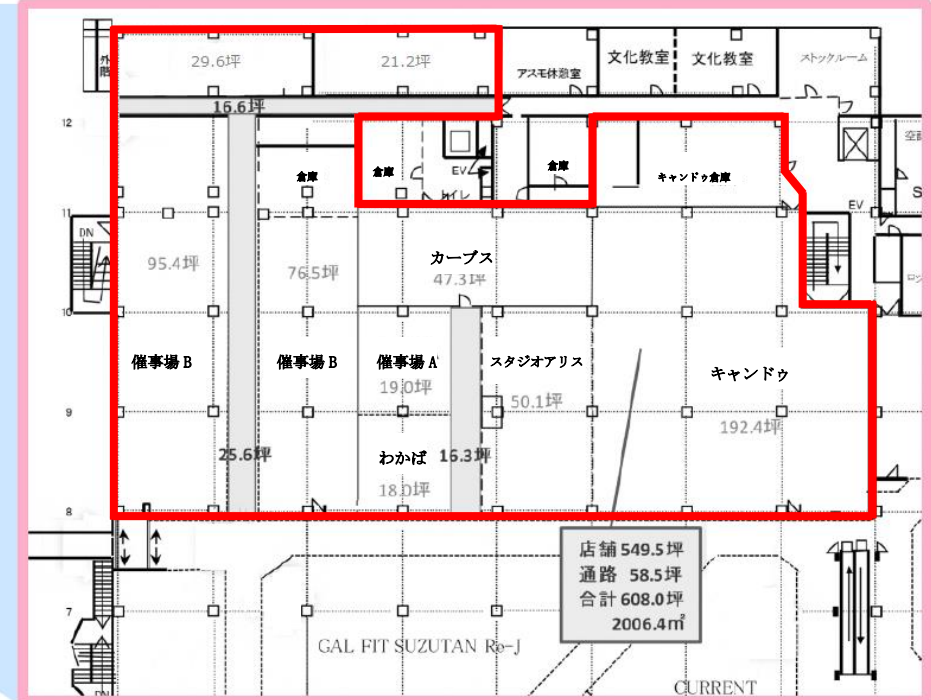 外階
29.6坪
21.2坪
アスモ休憩室
文化教室
文化教室
ストックルーム
16.6坪
12
倉庫
倉庫
EV
トイレ
倉庫
キャンドゥ倉庫
11
EV
DN
95.4坪
76.5坪
カーブス
47.3坪
10
催事場 B
催事場 B
催事場 A
19.0坪
スタジオアリス
50.1坪
キャンドゥ
192.4坪
9
25.6坪
わかば
18.0坪
16.3坪
8
店舗 549.5坪
通路 58.5坪
合計 608.0坪
2006.4㎡
7
GAL FIT SUZUTAN Re-J
CURRENT
DN